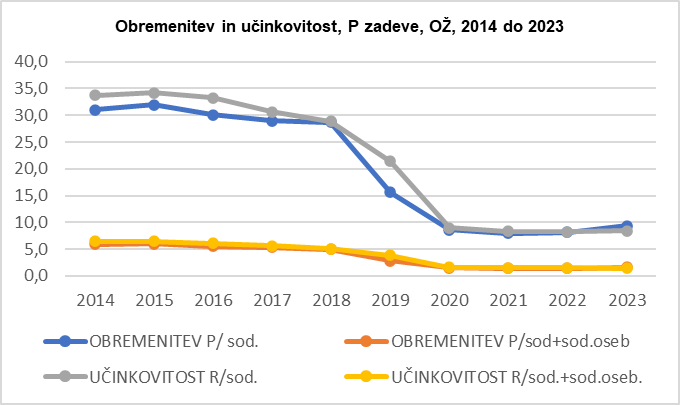 Obremenitev in učinkovitost, P zadeve, OŽ, 2014 do 2023
40,0
35,0
30,0
25,0
20,0
15,0
10,0
5,0
0,0
2014 2015 2016 2017 2018 2019 2020 2021 2022 2023
OBREMENITEV P/ sod. OBREMENITEV P/sod+sod.oseb
UČINKOVITOST R/sod. UČINKOVITOST R/sod.+sod.oseb.